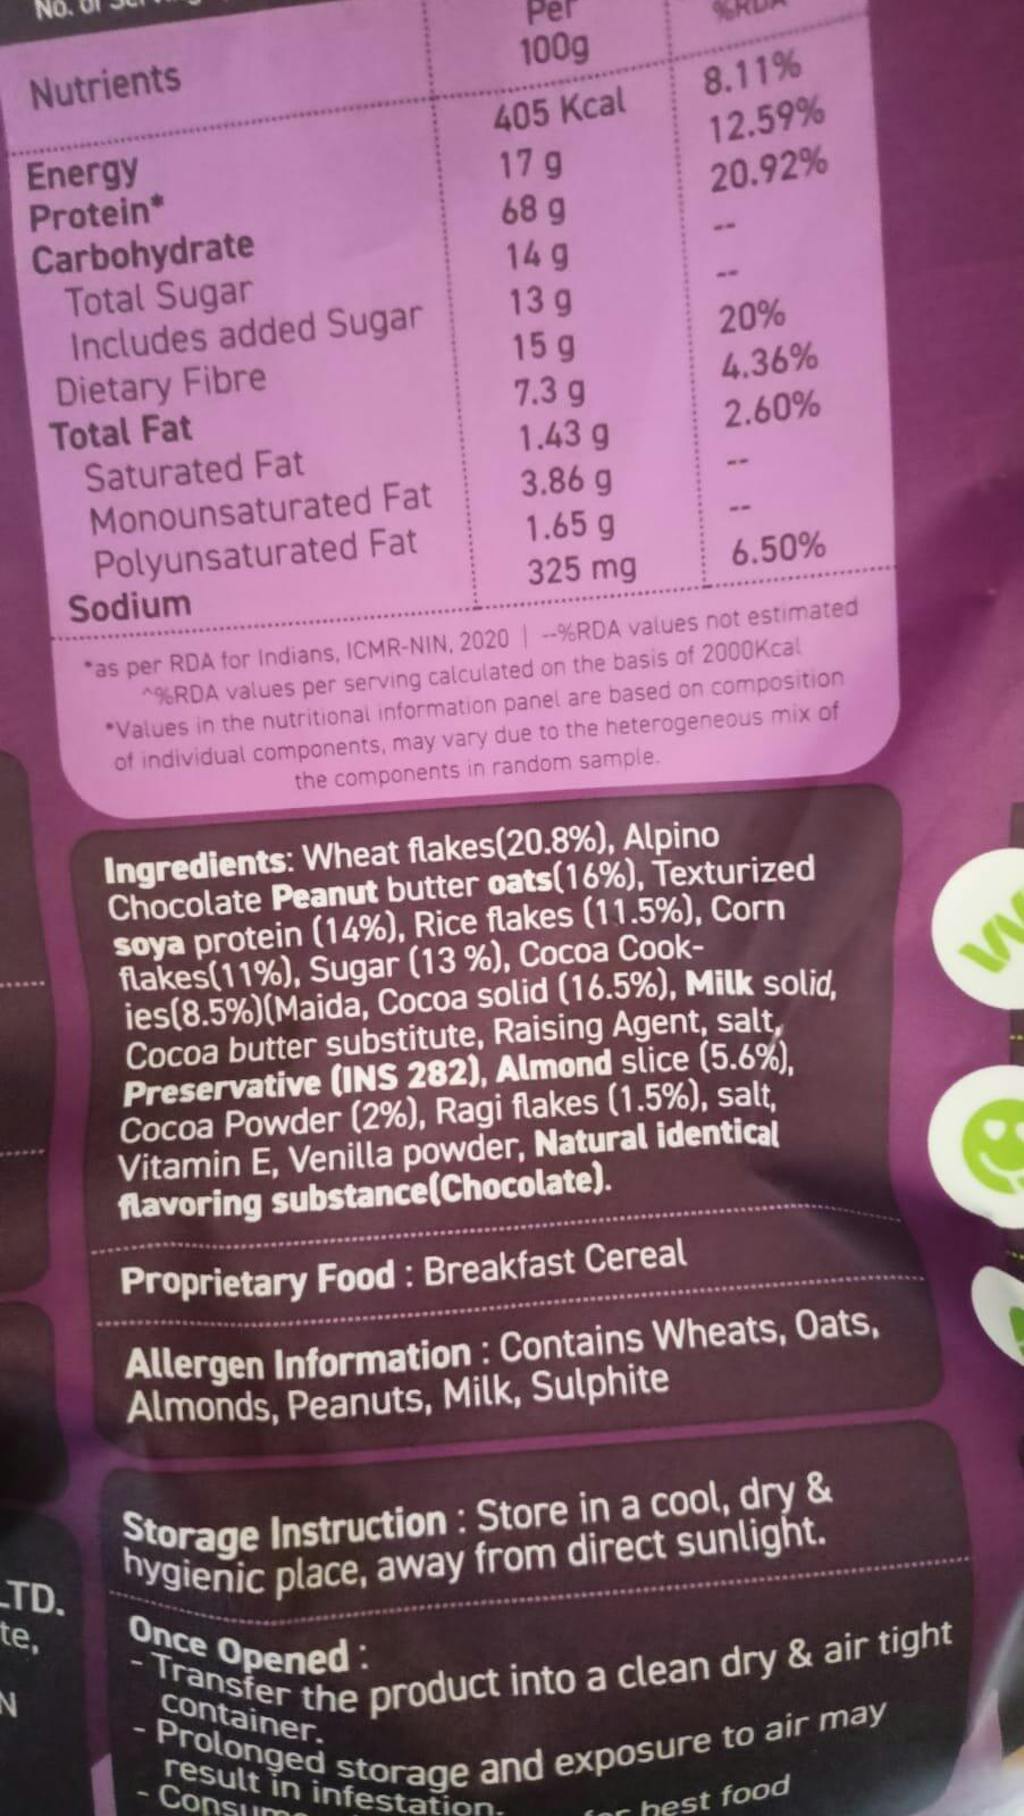 No. of
Per
100g
%RDA
Nutrients
Energy 405 Kcal 8.11%
Protein* 17 g 12.59%
Carbohydrate 68 g 20.92%
Total Sugar 14 g --
Includes added Sugar 13 g --
Dietary Fibre 15 g 20%
Total Fat 7.3 g 4.36%
Saturated Fat 1.43 g 2.60%
Monounsaturated Fat 3.86 g --
Polyunsaturated Fat 1.65 g --
Sodium 325 mg 6.50%
*as per RDA for Indians, ICMR-NIN, 2020 | --%RDA values not estimated
^%RDA values per serving calculated on the basis of 2000Kcal
*Values in the nutritional information panel are based on composition
of individual components, may vary due to the heterogeneous mix of
the components in random sample.
Ingredients: Wheat flakes(20.8%), Alpino
Chocolate Peanut butter oats(16%), Texturized
soya protein (14%), Rice flakes (11.5%), Corn
flakes(11%), Sugar (13 %), Cocoa Cook-
ies(8.5%)(Maida, Cocoa solid (16.5%), Milk solid,
Cocoa butter substitute, Raising Agent, salt,
Preservative (INS 282), Almond slice (5.6%),
Cocoa Powder (2%), Ragi flakes (1.5%), salt,
Vitamin E, Venilla powder, Natural identical
flavoring substance(Chocolate).
Proprietary Food : Breakfast Cereal
Allergen Information : Contains Wheats, Oats,
Almonds, Peanuts, Milk, Sulphite
Storage Instruction : Store in a cool, dry &
hygienic place, away from direct sunlight.
LTD.
te,
N
Once Opened :
- Transfer the product into a clean dry & air tight
container.
- Prolonged storage and exposure to air may
result in infestation.
- best food